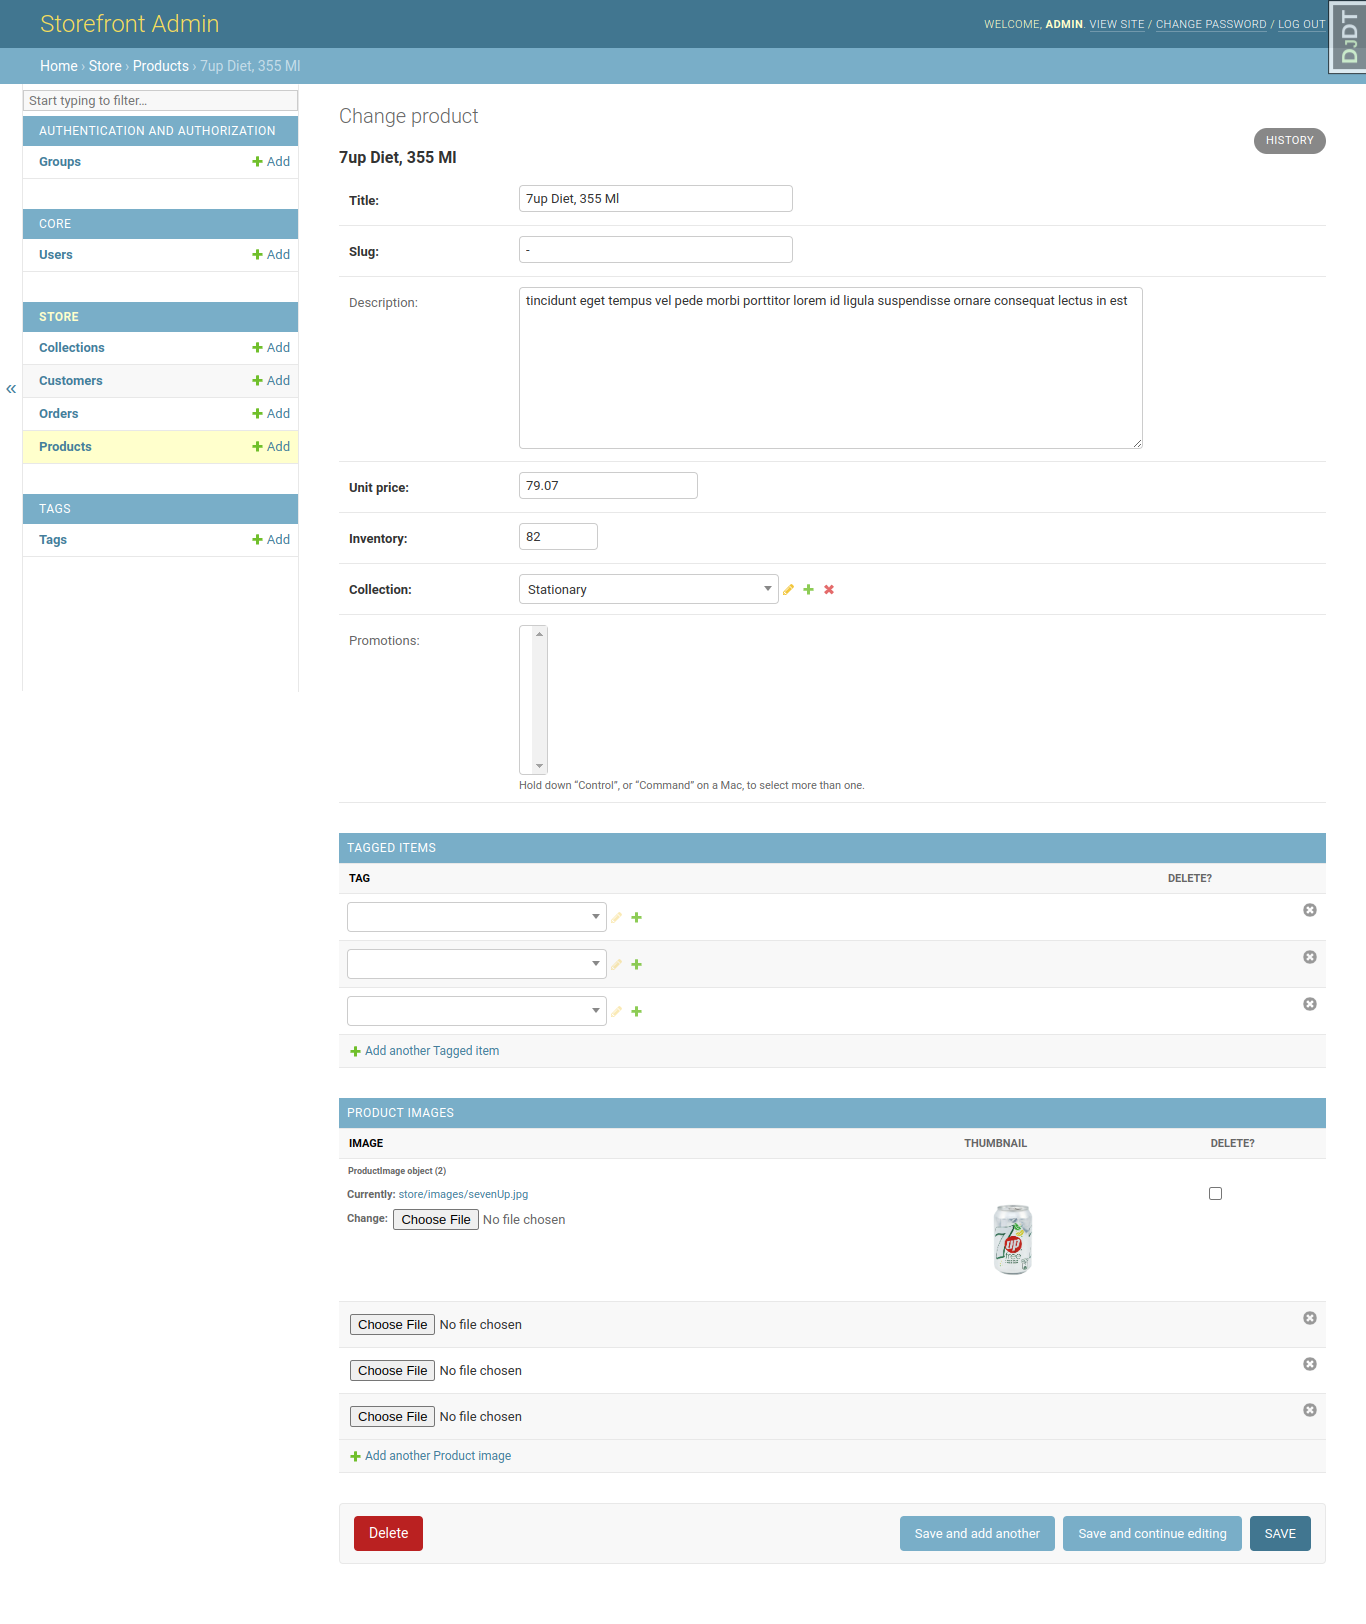 Storefront Admin
WELCOME, ADMIN. VIEW SITE / CHANGE PASSWORD / LOG OUT
DJDT
Home › Store › Products › 7up Diet, 355 Ml
Start typing to filter...
AUTHENTICATION AND AUTHORIZATION
Groups Add
CORE
Users Add
STORE
Collections Add
Customers Add
Orders Add
Products Add
TAGS
Tags Add
«
Change product
HISTORY
7up Diet, 355 Ml
Title: 7up Diet, 355 Ml
Slug: -
Description: tincidunt eget tempus vel pede morbi porttitor lorem id ligula suspendisse ornare consequat lectus in est
Unit price: 79.07
Inventory: 82
Collection: Stationary
Promotions:
Hold down “Control”, or “Command” on a Mac, to select more than one.
TAGGED ITEMS
TAG DELETE?
Add another Tagged item
PRODUCT IMAGES
IMAGE THUMBNAIL DELETE?
ProductImage object (2)
Currently: store/images/sevenUp.jpg
Change: Choose File No file chosen
7up
free
Choose File No file chosen
Choose File No file chosen
Choose File No file chosen
Add another Product image
Delete Save and add another Save and continue editing SAVE